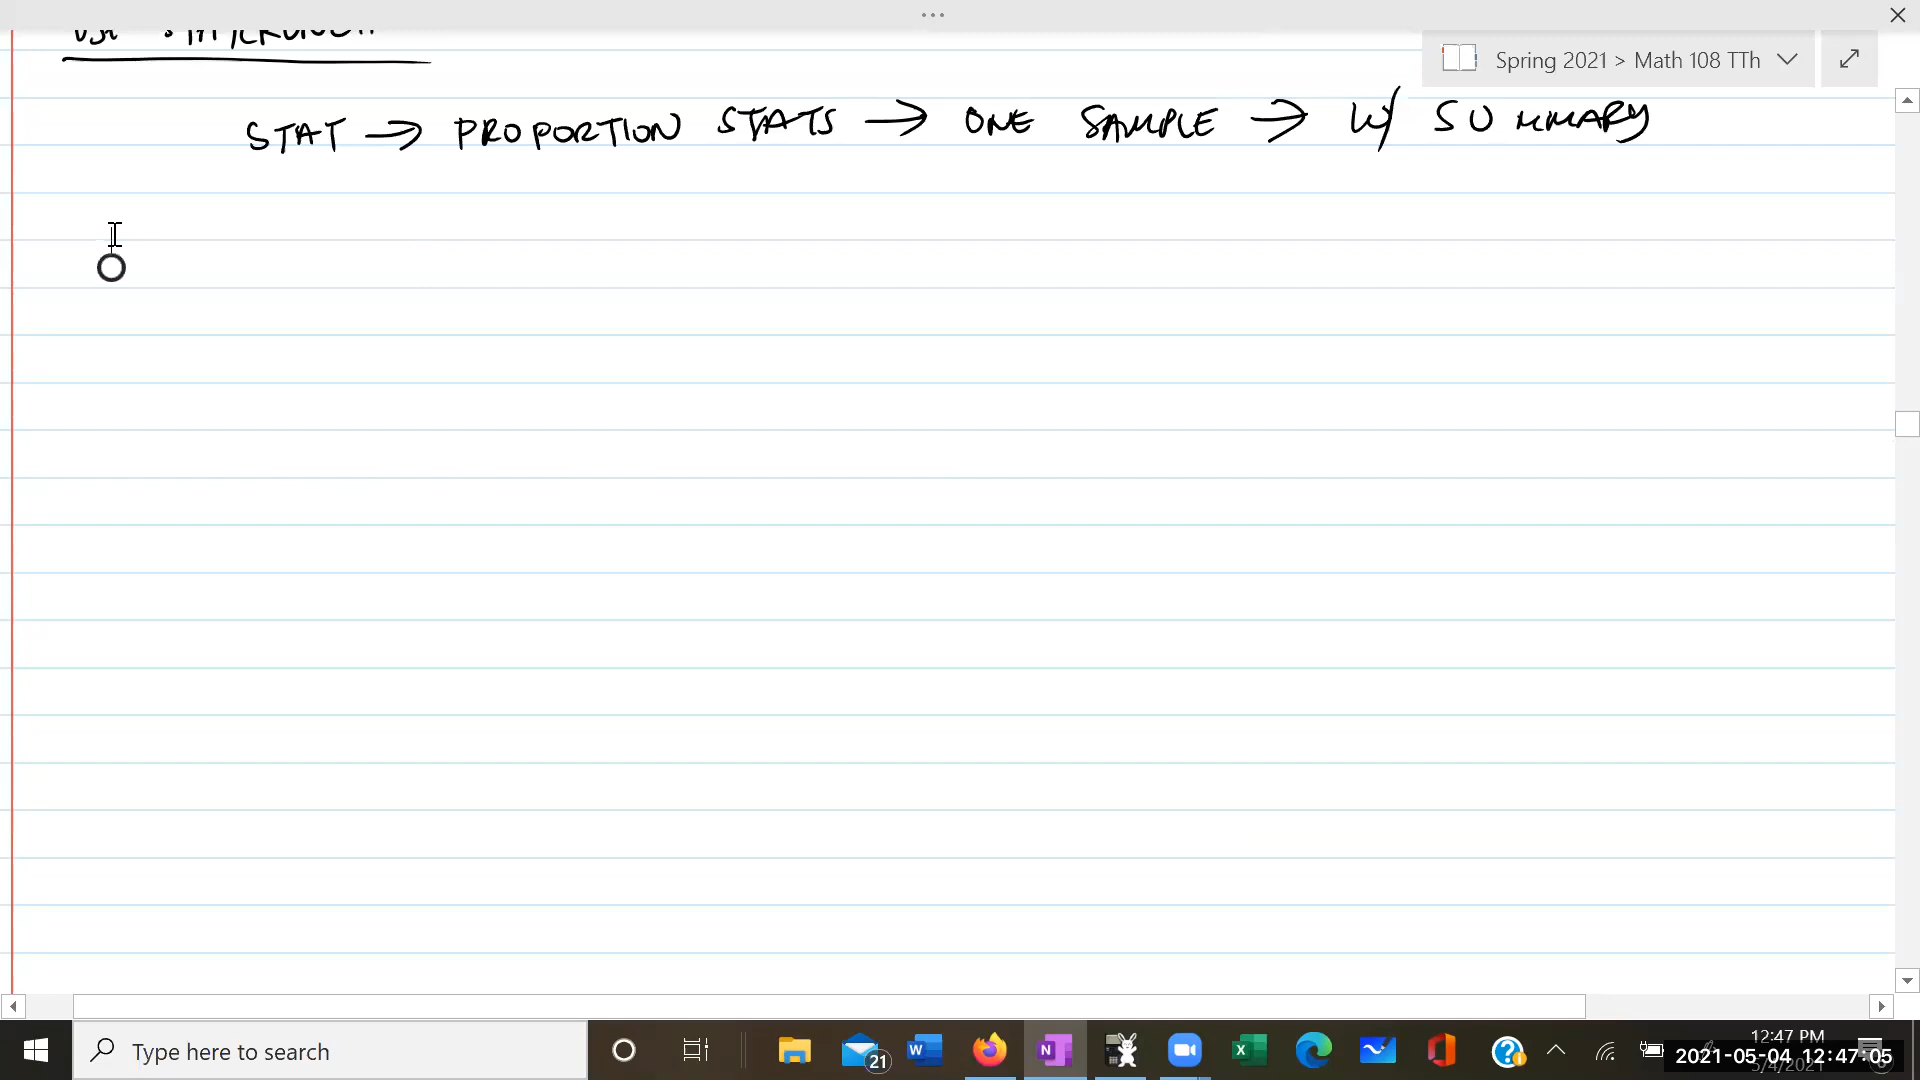 Spring 2021 > Math 108 TTh
STAT → PROPORTION STATS → ONE SAMPLE → W/ SUMMARY
Type here to search
21
12:47 PM
2021-05-04 12:47:05